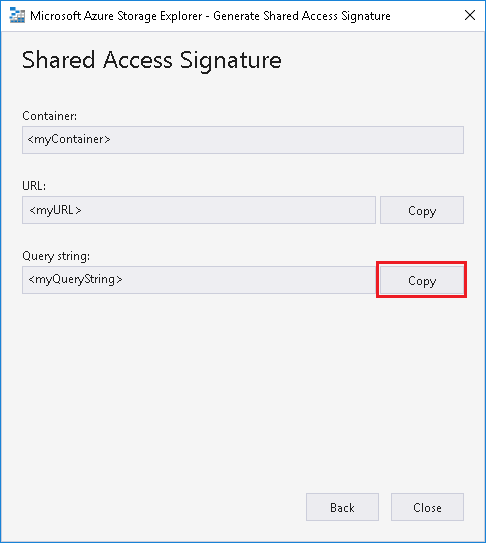 Microsoft Azure Storage Explorer - Generate Shared Access Signature
Shared Access Signature
Container:
<myContainer>
URL:
<myURL>
Copy
Query string:
<myQueryString>
Copy
Back
Close